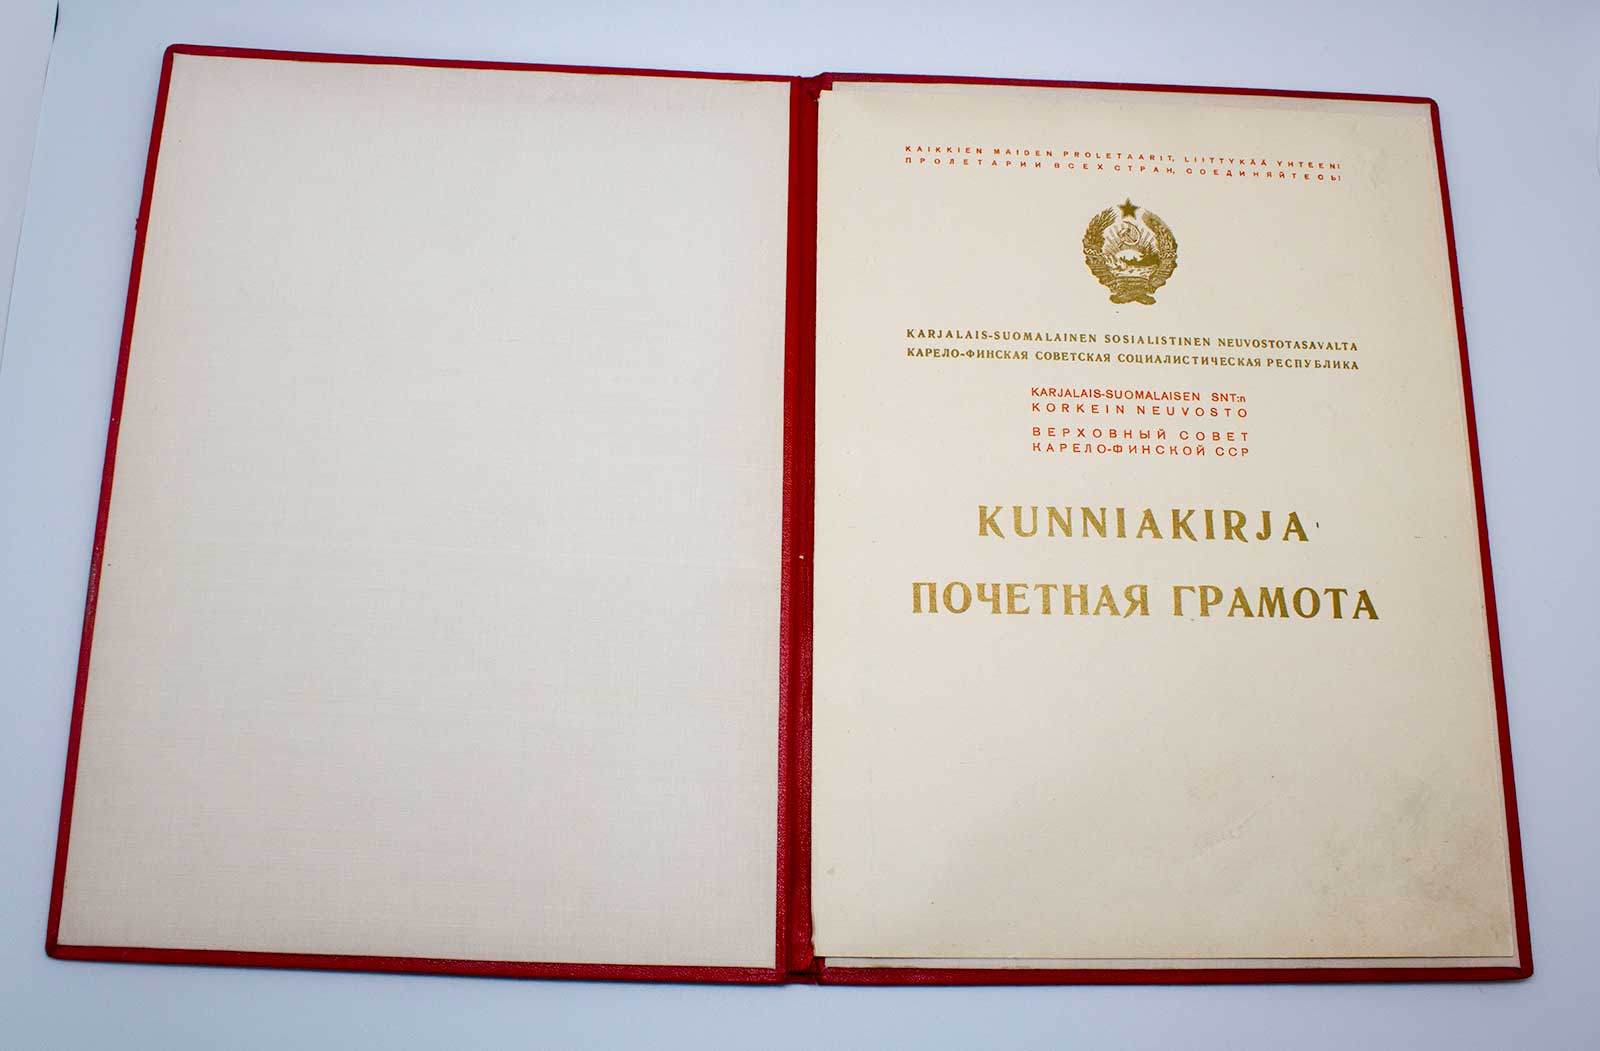 KAIKKIEN MAIDEN PROLETAARIT, LIITTYKÄÄ YHTEEN!
ПРОЛЕТАРИИ ВСЕХ СТРАН, СОЕДИНЯЙТЕСЬ!
KARJALAIS-SUOMALAINEN SOSIALISTINEN NEUVOSTOTASAVALTA
КАРЕЛО-ФИНСКАЯ СОВЕТСКАЯ СОЦИАЛИСТИЧЕСКАЯ РЕСПУБЛИКА
KARJALAIS-SUOMALAISEN SNT:n
KORKEIN NEUVOSTO
ВЕРХОВНЫЙ СОВЕТ
КАРЕЛО-ФИНСКОЙ ССР
KUNNIAKIRJA
ПОЧЕТНАЯ ГРАМОТА